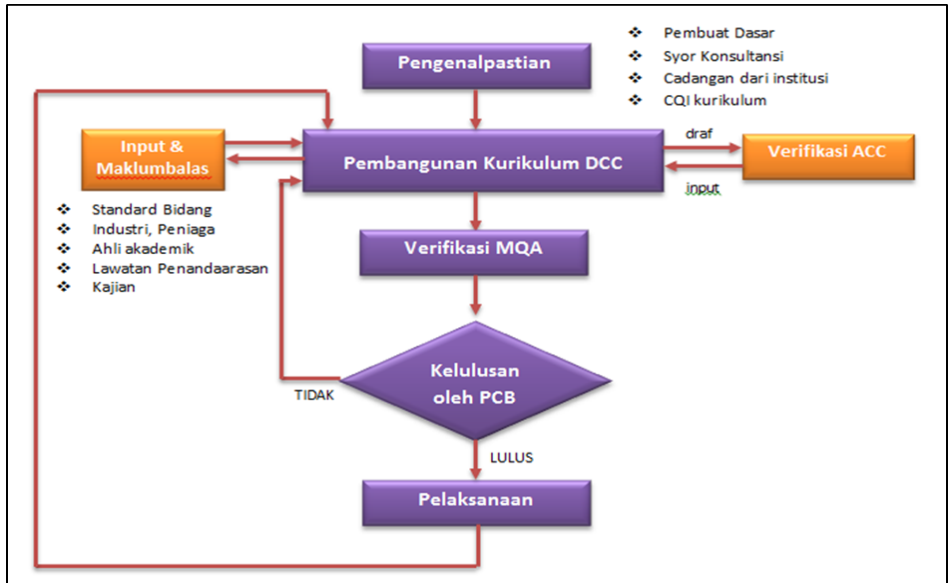 Pengenalpastian
❖ Pembuat Dasar
❖ Syor Konsultansi
❖ Cadangan dari institusi
❖ CQI kurikulum
Input &
Maklumbalas
Pembangunan Kurikulum DCC
draf
input
Verifikasi ACC
❖ Standard Bidang
❖ Industri, Peniaga
❖ Ahli akademik
❖ Lawatan Penandaarasan
❖ Kajian
Verifikasi MQA
Kelulusan
oleh PCB
TIDAK
LULUS
Pelaksanaan